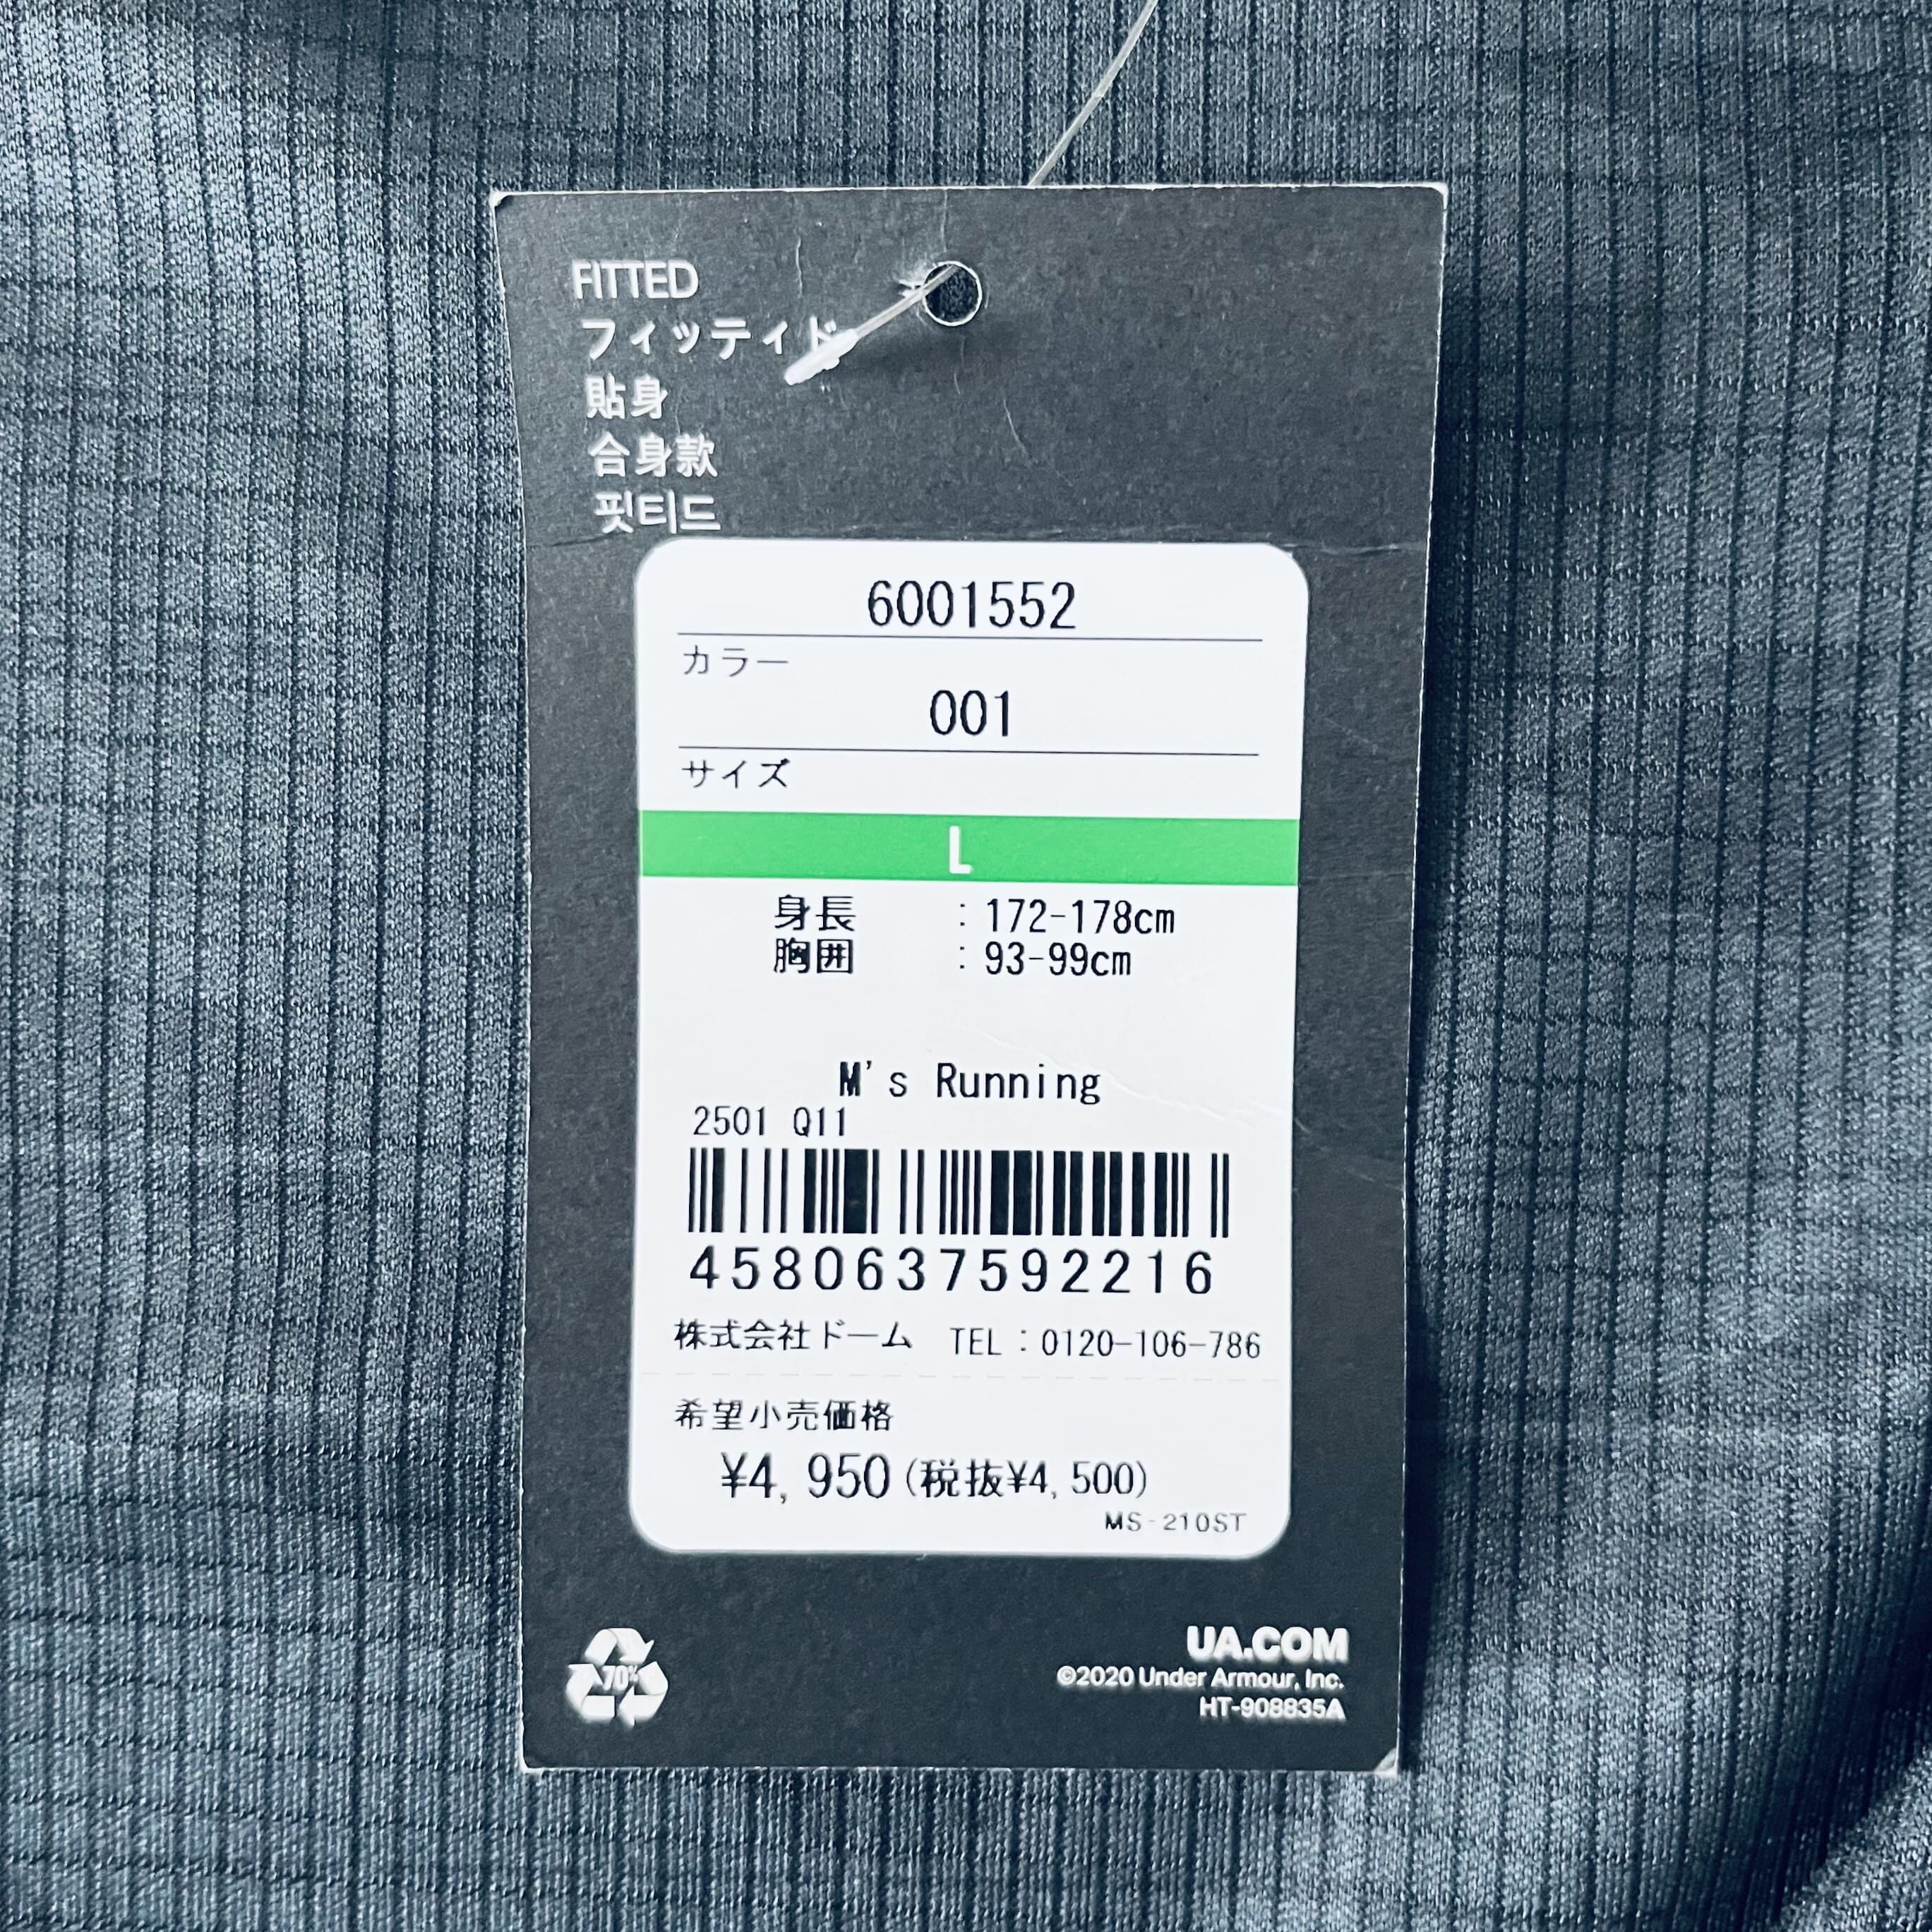 FITTED
フィッティド
貼身
合身款
핏티드
6001552
カラー
001
サイズ
L
身長 : 172-178cm
胸囲 : 93-99cm
M's Running
2501 Q11
4580637592216
株式会社ドーム TEL：0120-106-786
希望小売価格
¥4,950(税抜¥4,500)
MS-210ST
70%
UA.COM
©2020 Under Armour, Inc.
HT-908835A